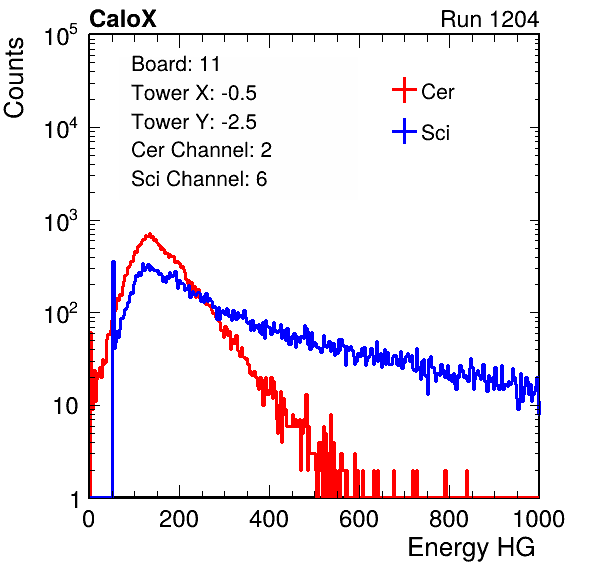 CaloX Run 1204
Counts
10^5
10^4
10^3
10^2
10
1
Board: 11
Tower X: -0.5
Tower Y: -2.5
Cer Channel: 2
Sci Channel: 6
Cer
Sci
0 200 400 600 800 1000
Energy HG